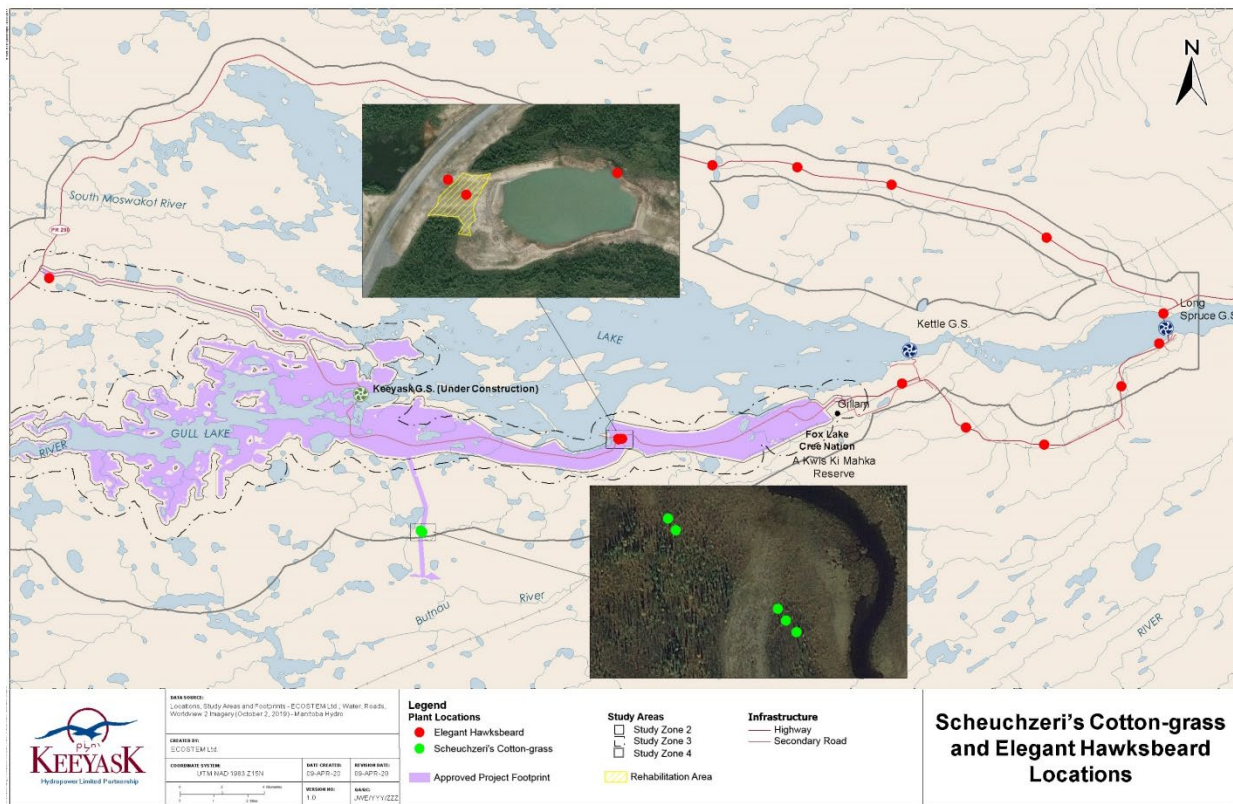 N
South Moswakot River
PR 280
LAKE
Kettle G.S.
Long
Spruce G.S.
Keeyask G.S. (Under Construction)
GULL LAKE
RIVER
Gillam
Fox Lake
Cree Nation
A Kwis Ki Mahka
Reserve
Butnau River
RIVER
KEEYASK
Hydropower Limited Partnership
DATA SOURCE:
Locations, Study Areas and Footprints - ECOSTEM Ltd.; Water, Roads,
Worldview 2 Imagery (October 2, 2019) - Manitoba Hydro
CREATED BY:
ECOSTEM Ltd.
COORDINATE SYSTEM:
UTM NAD 1983 Z15N
DATE CREATED:
09-APR-20
REVISION DATE:
09-APR-20
VERSION NO:
1.0
QA/QC:
JWE/YYY/ZZZ
Legend
Plant Locations
Elegant Hawksbeard
Scheuchzeri's Cotton-grass
Approved Project Footprint
Study Areas
Study Zone 2
Study Zone 3
Study Zone 4
Rehabilitation Area
Infrastructure
Highway
Secondary Road
Scheuchzeri's Cotton-grass
and Elegant Hawksbeard
Locations